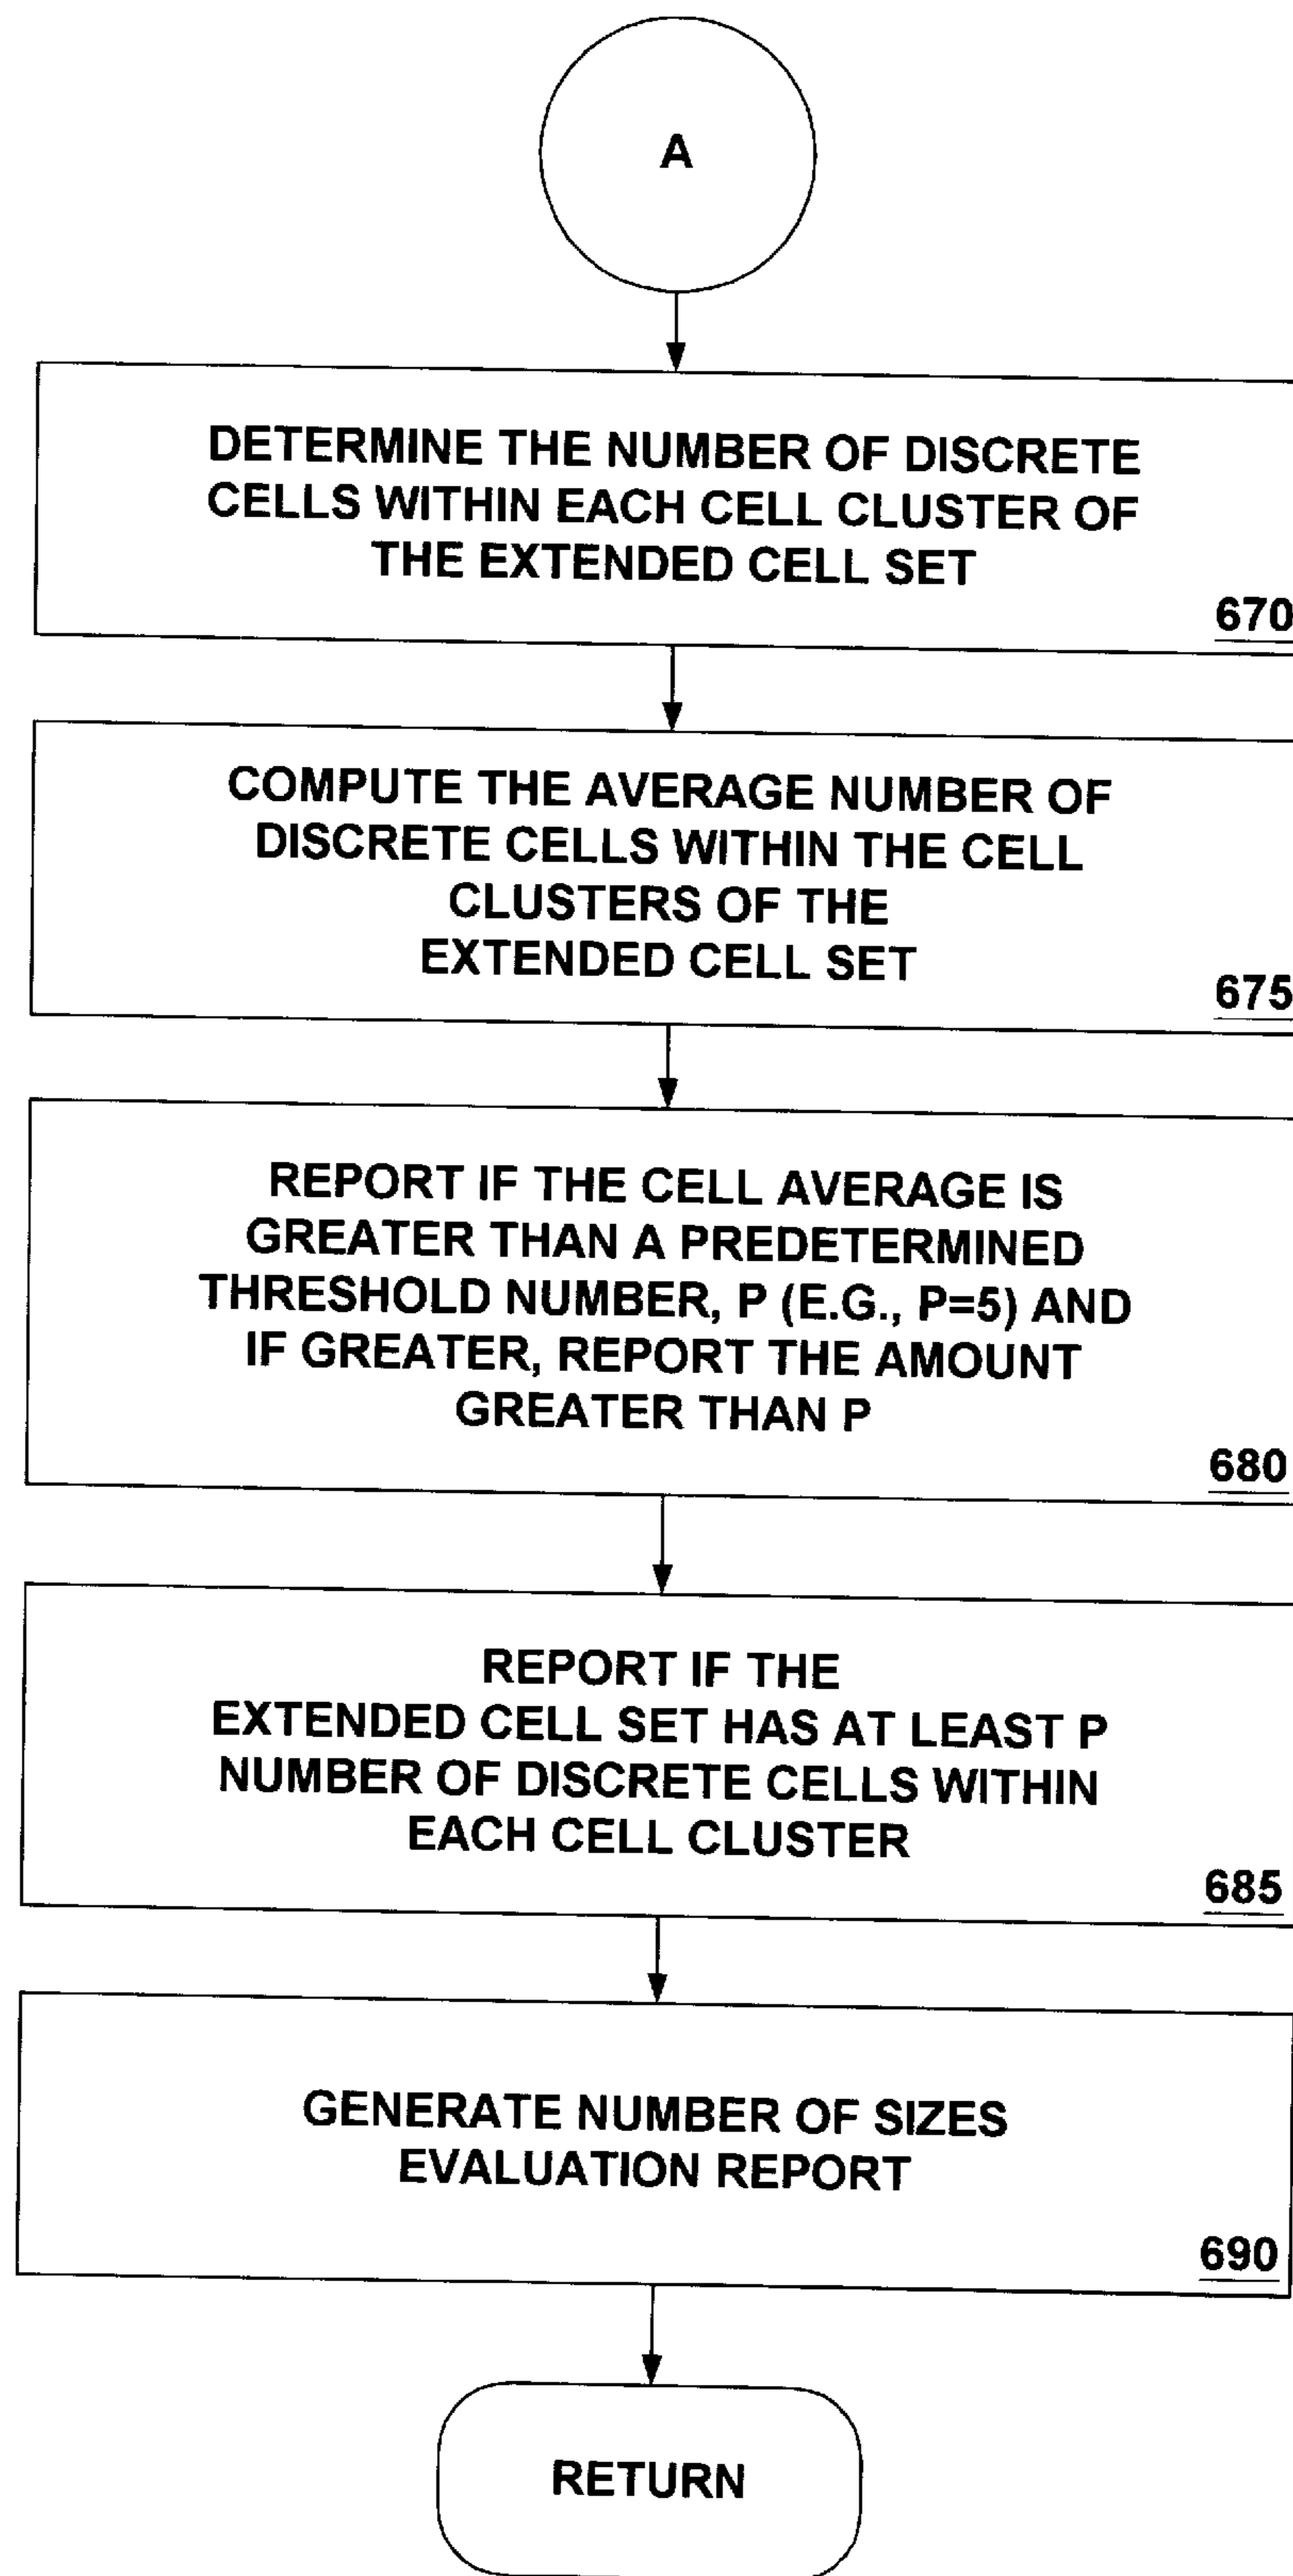 A
DETERMINE THE NUMBER OF DISCRETE
CELLS WITHIN EACH CELL CLUSTER OF
THE EXTENDED CELL SET
670
COMPUTE THE AVERAGE NUMBER OF
DISCRETE CELLS WITHIN THE CELL
CLUSTERS OF THE
EXTENDED CELL SET
675
REPORT IF THE CELL AVERAGE IS
GREATER THAN A PREDETERMINED
THRESHOLD NUMBER, P (E.G., P=5) AND
IF GREATER, REPORT THE AMOUNT
GREATER THAN P
680
REPORT IF THE
EXTENDED CELL SET HAS AT LEAST P
NUMBER OF DISCRETE CELLS WITHIN
EACH CELL CLUSTER
685
GENERATE NUMBER OF SIZES
EVALUATION REPORT
690
RETURN